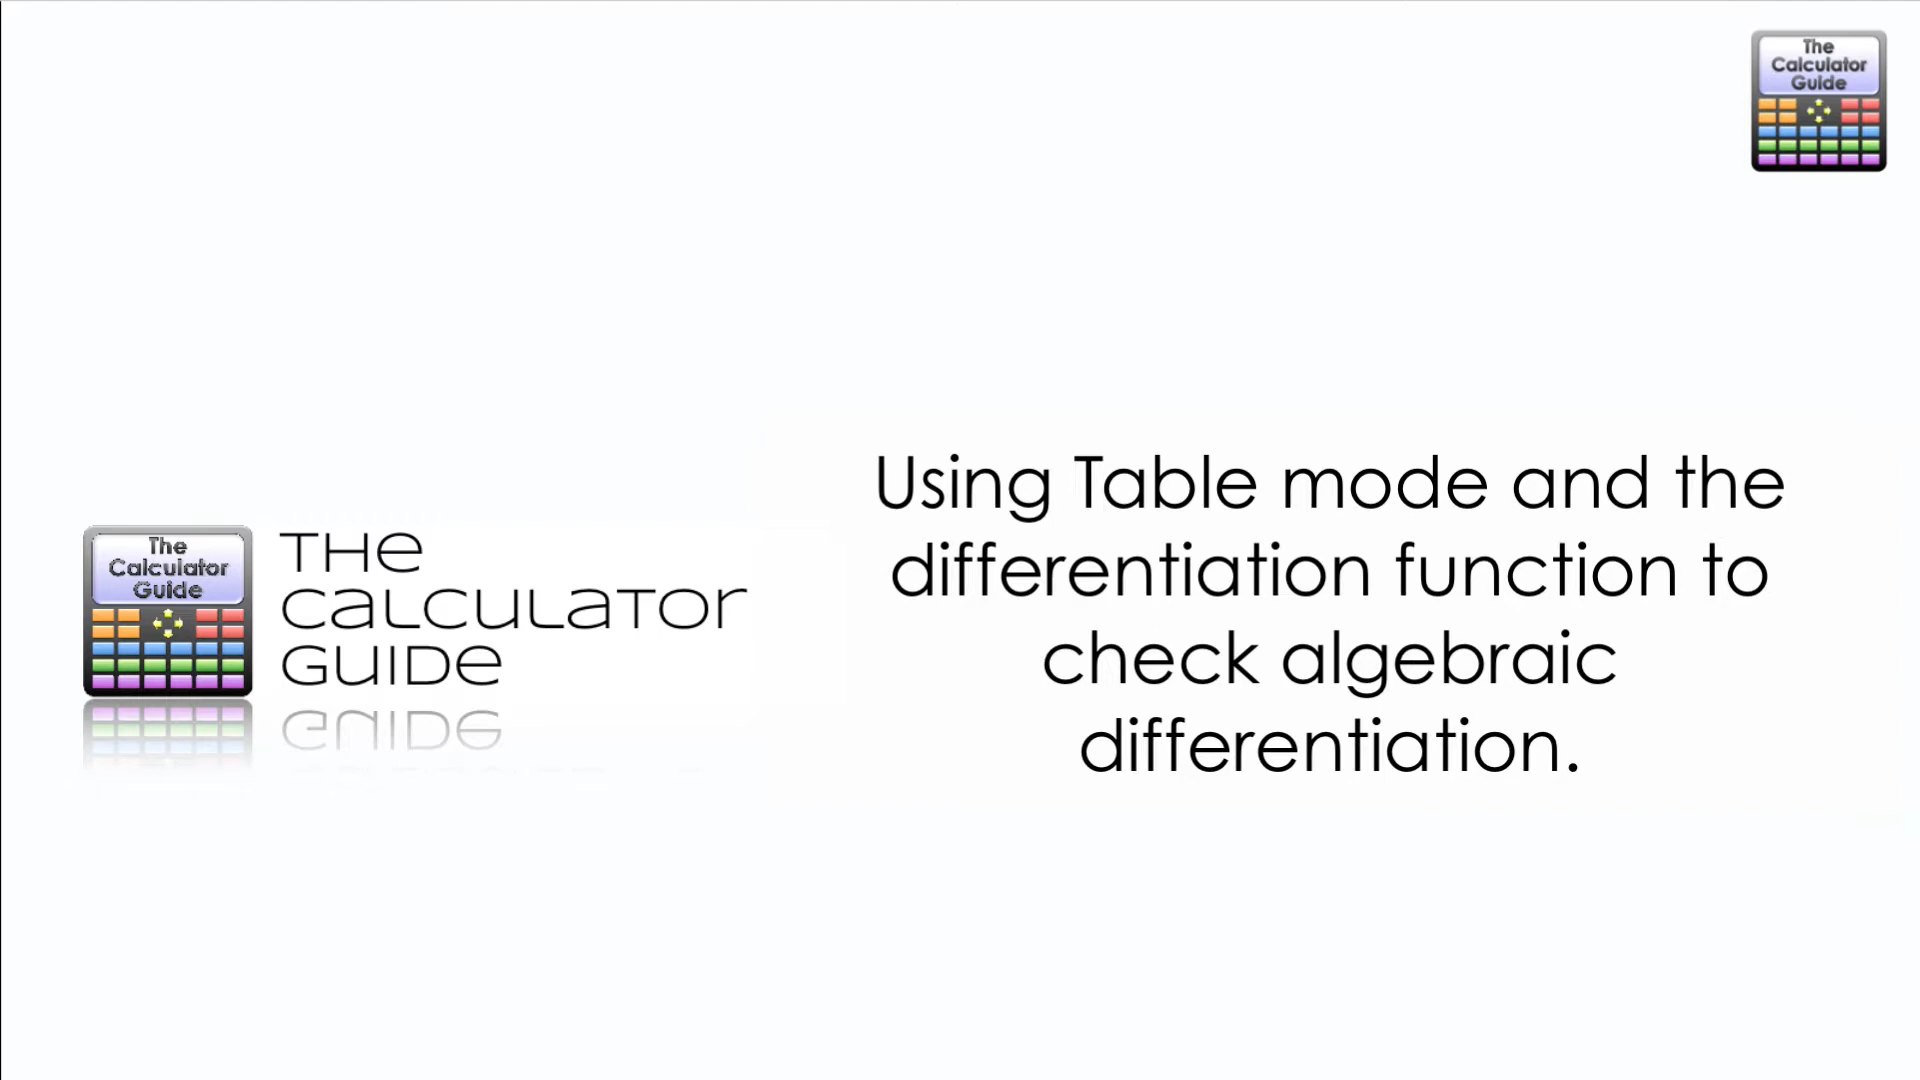 The
Calculator
Guide
Using Table mode and the
differentiation function to
check algebraic
differentiation.
The
Calculator
Guide
THE
CALCULATOR
GUIDE